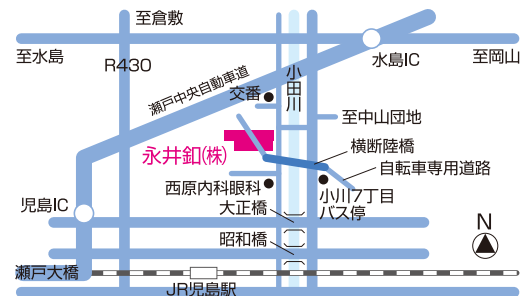 至倉敷
至水島
R430
瀬戸中央自動車道
小田川
水島IC
至岡山
交番
至中山団地
永井釦(株)
横断陸橋
自転車専用道路
西原内科眼科
小川7丁目
バス停
児島IC
大正橋
昭和橋
N
瀬戸大橋
JR児島駅